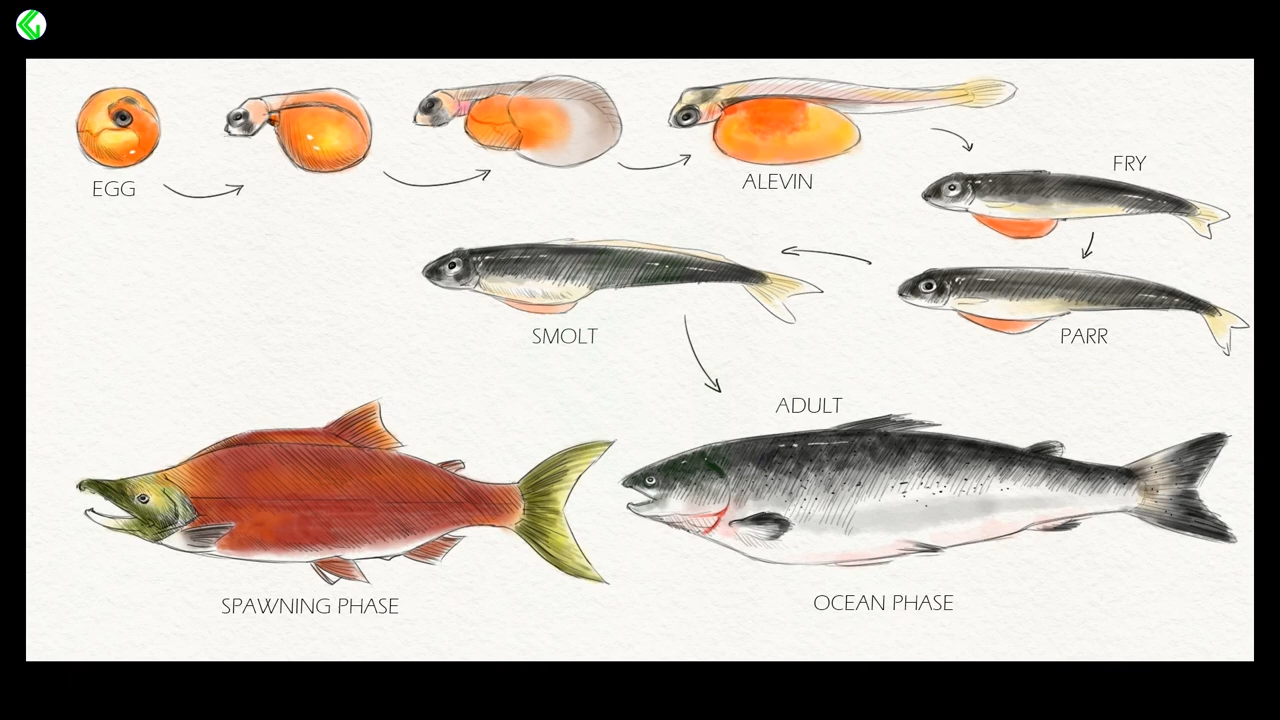 EGG
ALEVIN
FRY
PARR
SMOLT
ADULT
SPAWNING PHASE
OCEAN PHASE